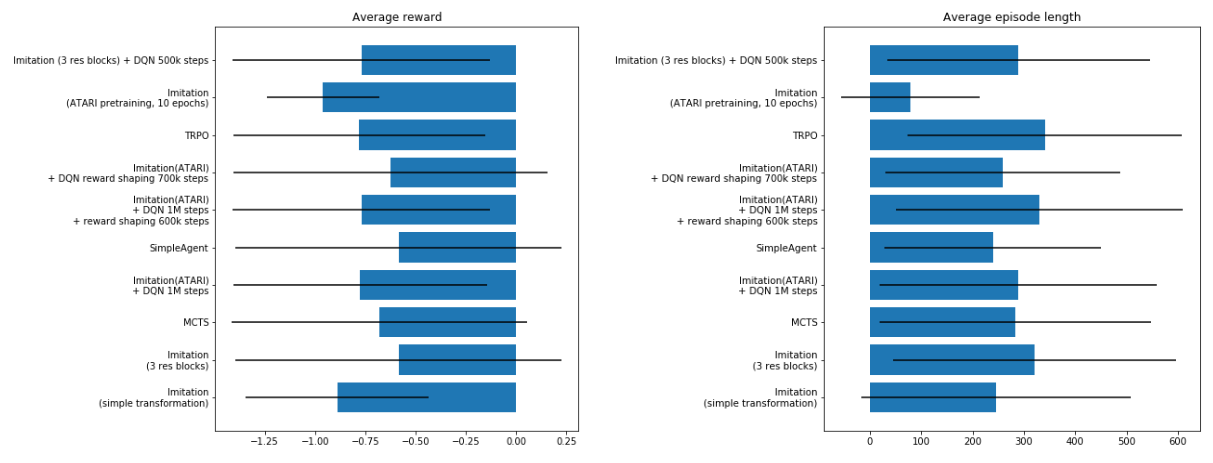 Average reward
Imitation (3 res blocks) + DQN 500k steps
Imitation
(ATARI pretraining, 10 epochs)
TRPO
Imitation(ATARI)
+ DQN reward shaping 700k steps
Imitation(ATARI)
+ DQN 1M steps
+ reward shaping 600k steps
SimpleAgent
Imitation(ATARI)
+ DQN 1M steps
MCTS
Imitation
(3 res blocks)
Imitation
(simple transformation)
−1.25 −1.00 −0.75 −0.50 −0.25 0.00 0.25
Average episode length
Imitation (3 res blocks) + DQN 500k steps
Imitation
(ATARI pretraining, 10 epochs)
TRPO
Imitation(ATARI)
+ DQN reward shaping 700k steps
Imitation(ATARI)
+ DQN 1M steps
+ reward shaping 600k steps
SimpleAgent
Imitation(ATARI)
+ DQN 1M steps
MCTS
Imitation
(3 res blocks)
Imitation
(simple transformation)
0 100 200 300 400 500 600